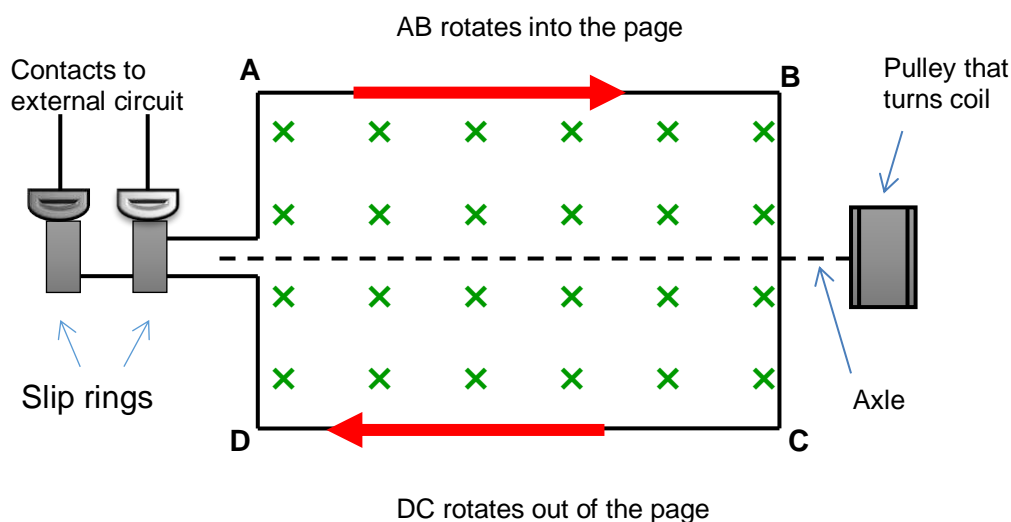 AB rotates into the page
Contacts to
external circuit
A
B
Pulley that
turns coil
Slip rings
Axle
D
C
DC rotates out of the page